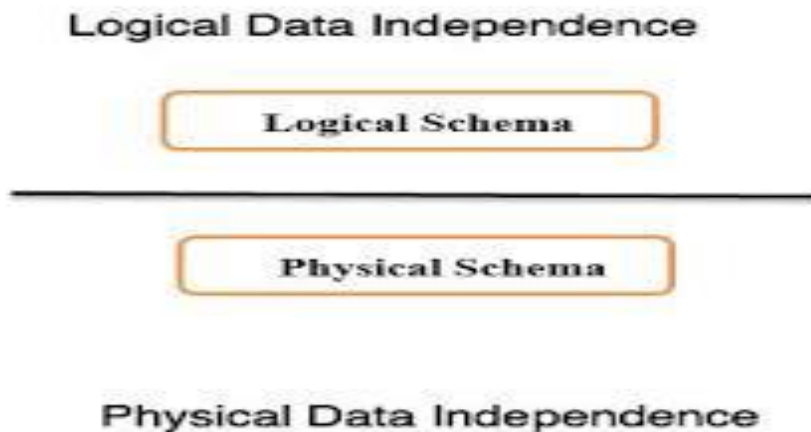 Logical Data Independence
Logical Schema
Physical Schema
Physical Data Independence